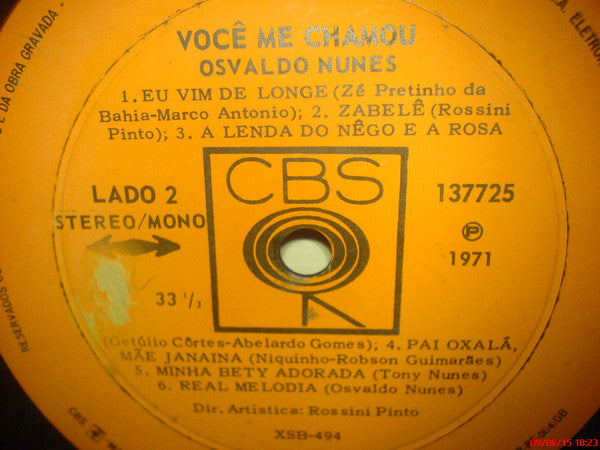 VOCÊ ME CHAMOU
OSVALDO NUNES
1. EU VIM DE LONGE (Zé Pretinho da
Bahia-Marco Antonio); 2. ZABELÊ (Rossini
Pinto); 3. A LENDA DO NÊGO E A ROSA
CBS
LADO 2
137725
STEREO/MONO
P
1971
33 1/3
(Getúlio Côrtes-Abelardo Gomes); 4. PAI OXALÁ,
MÃE JANAINA (Niquinho-Robson Guimarães)
5. MINHA BETY ADORADA (Tony Nunes)
6. REAL MELODIA (Osvaldo Nunes)
Dir. Artística: Rossini Pinto
XSB-494
E DA OBRA GRAVADA -
RESERVADOS
ELETRÔ
09/06/15 18:23